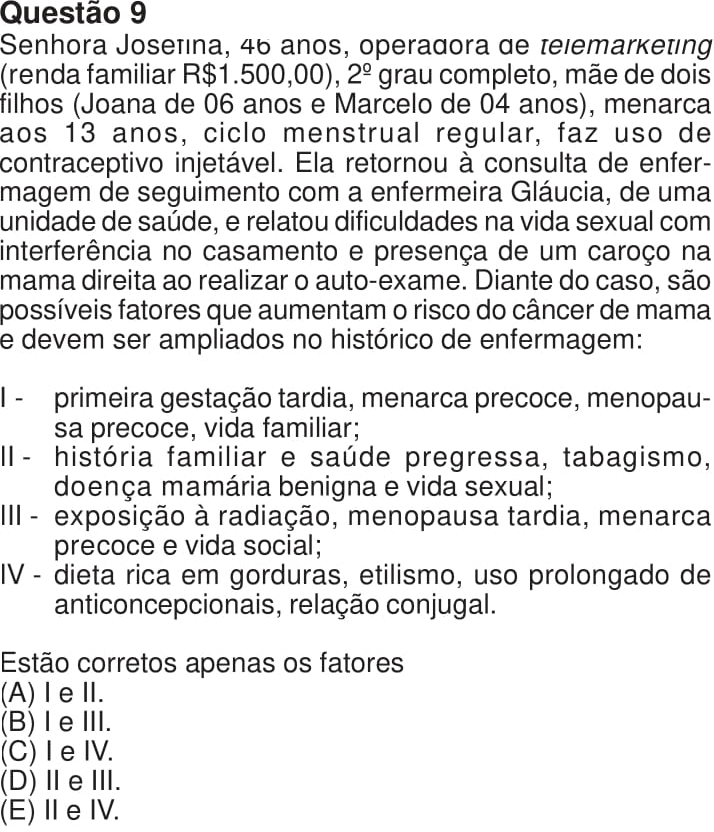 Questão 9
Senhora Josefina, 46 anos, operadora de telemarketing
(renda familiar R$1.500,00), 2º grau completo, mãe de dois
filhos (Joana de 06 anos e Marcelo de 04 anos), menarca
aos 13 anos, ciclo menstrual regular, faz uso de
contraceptivo injetável. Ela retornou à consulta de enfer-
magem de seguimento com a enfermeira Gláucia, de uma
unidade de saúde, e relatou dificuldades na vida sexual com
interferência no casamento e presença de um caroço na
mama direita ao realizar o auto-exame. Diante do caso, são
possíveis fatores que aumentam o risco do câncer de mama
e devem ser ampliados no histórico de enfermagem:
I - primeira gestação tardia, menarca precoce, menopau-
sa precoce, vida familiar;
II - história familiar e saúde pregressa, tabagismo,
doença mamária benigna e vida sexual;
III - exposição à radiação, menopausa tardia, menarca
precoce e vida social;
IV - dieta rica em gorduras, etilismo, uso prolongado de
anticoncepcionais, relação conjugal.
Estão corretos apenas os fatores
(A) I e II.
(B) I e III.
(C) I e IV.
(D) II e III.
(E) II e IV.